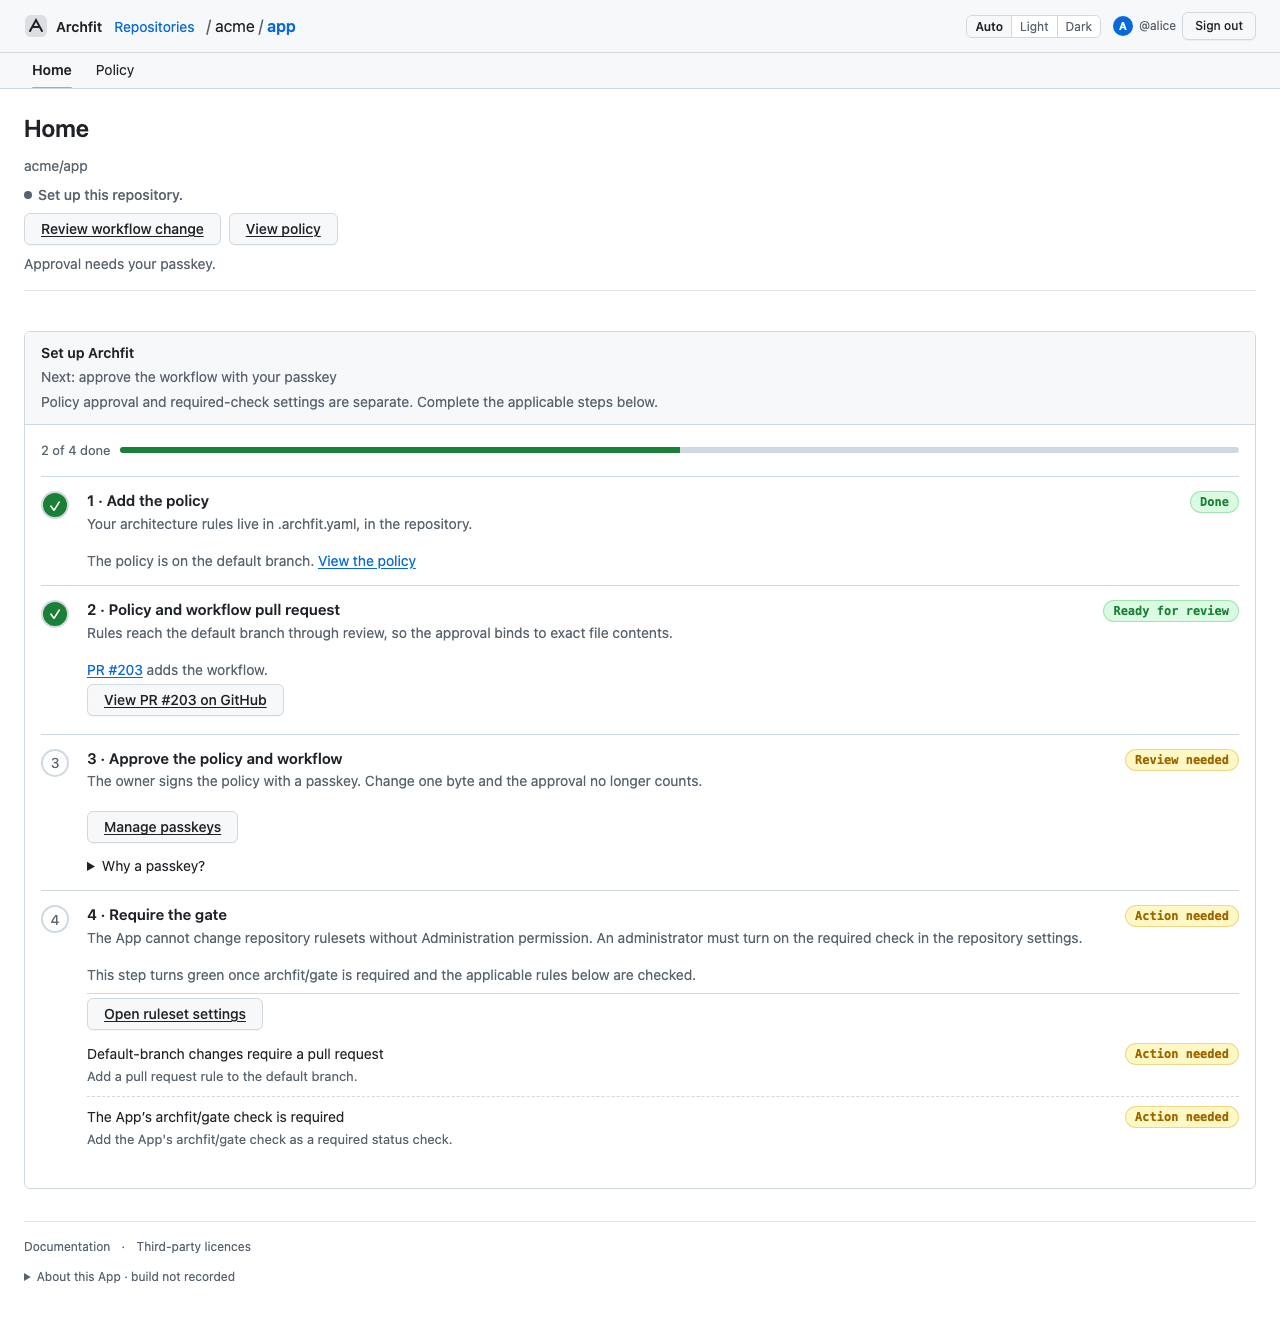 Archfit Repositories / acme / app
Auto Light Dark
A @alice Sign out
Home Policy
Home
acme/app
Set up this repository.
Review workflow change View policy
Approval needs your passkey.
Set up Archfit
Next: approve the workflow with your passkey
Policy approval and required-check settings are separate. Complete the applicable steps below.
2 of 4 done
1 · Add the policy Done
Your architecture rules live in .archfit.yaml, in the repository.
The policy is on the default branch. View the policy
2 · Policy and workflow pull request Ready for review
Rules reach the default branch through review, so the approval binds to exact file contents.
PR #203 adds the workflow.
View PR #203 on GitHub
3 3 · Approve the policy and workflow Review needed
The owner signs the policy with a passkey. Change one byte and the approval no longer counts.
Manage passkeys
Why a passkey?
4 4 · Require the gate Action needed
The App cannot change repository rulesets without Administration permission. An administrator must turn on the required check in the repository settings.
This step turns green once archfit/gate is required and the applicable rules below are checked.
Open ruleset settings
Default-branch changes require a pull request Action needed
Add a pull request rule to the default branch.
The App’s archfit/gate check is required Action needed
Add the App's archfit/gate check as a required status check.
Documentation · Third-party licences
About this App · build not recorded